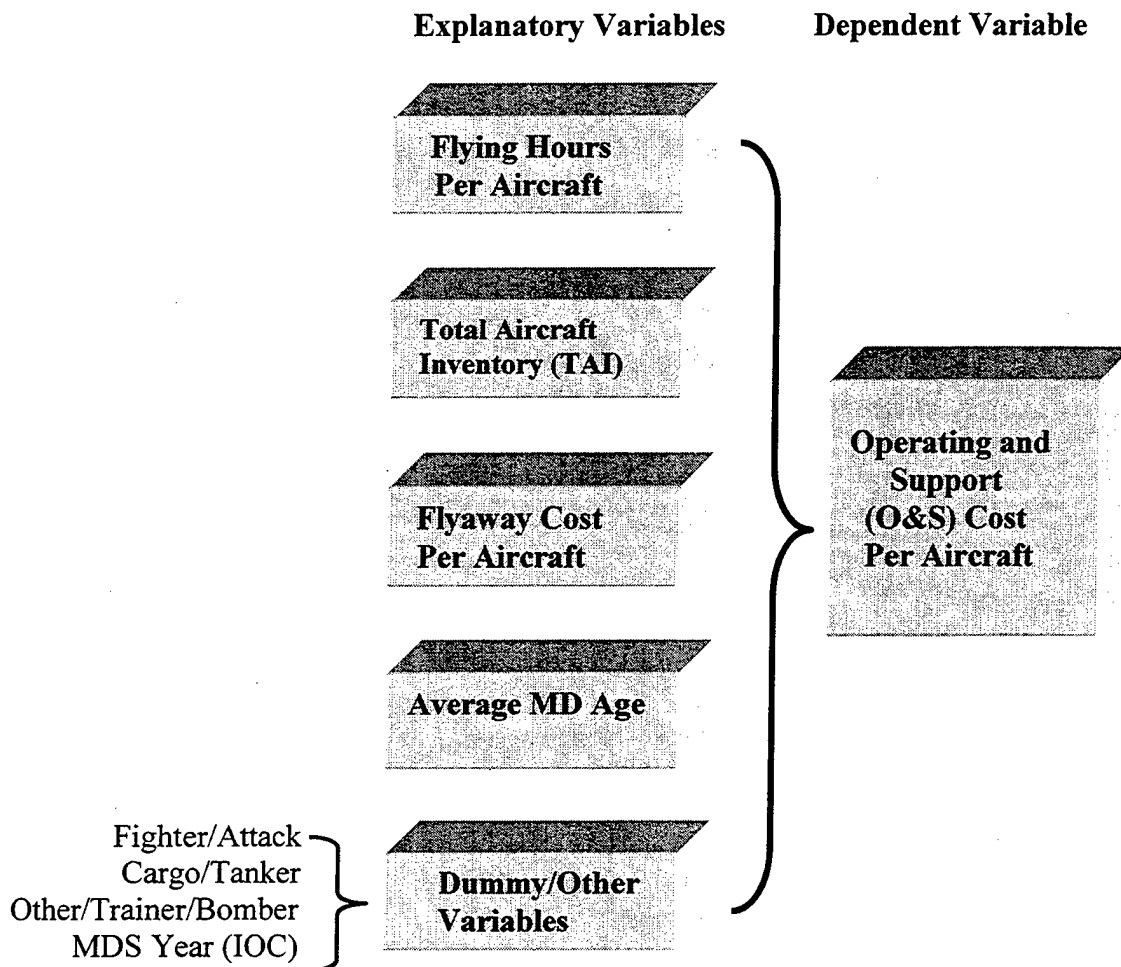 Explanatory Variables
Dependent Variable
Flying Hours
Per Aircraft
Total Aircraft
Inventory (TAI)
Flyaway Cost
Per Aircraft
Average MD Age
Fighter/Attack
Cargo/Tanker
Other/Trainer/Bomber
MDS Year (IOC)
Dummy/Other
Variables
Operating and
Support
(O&S) Cost
Per Aircraft